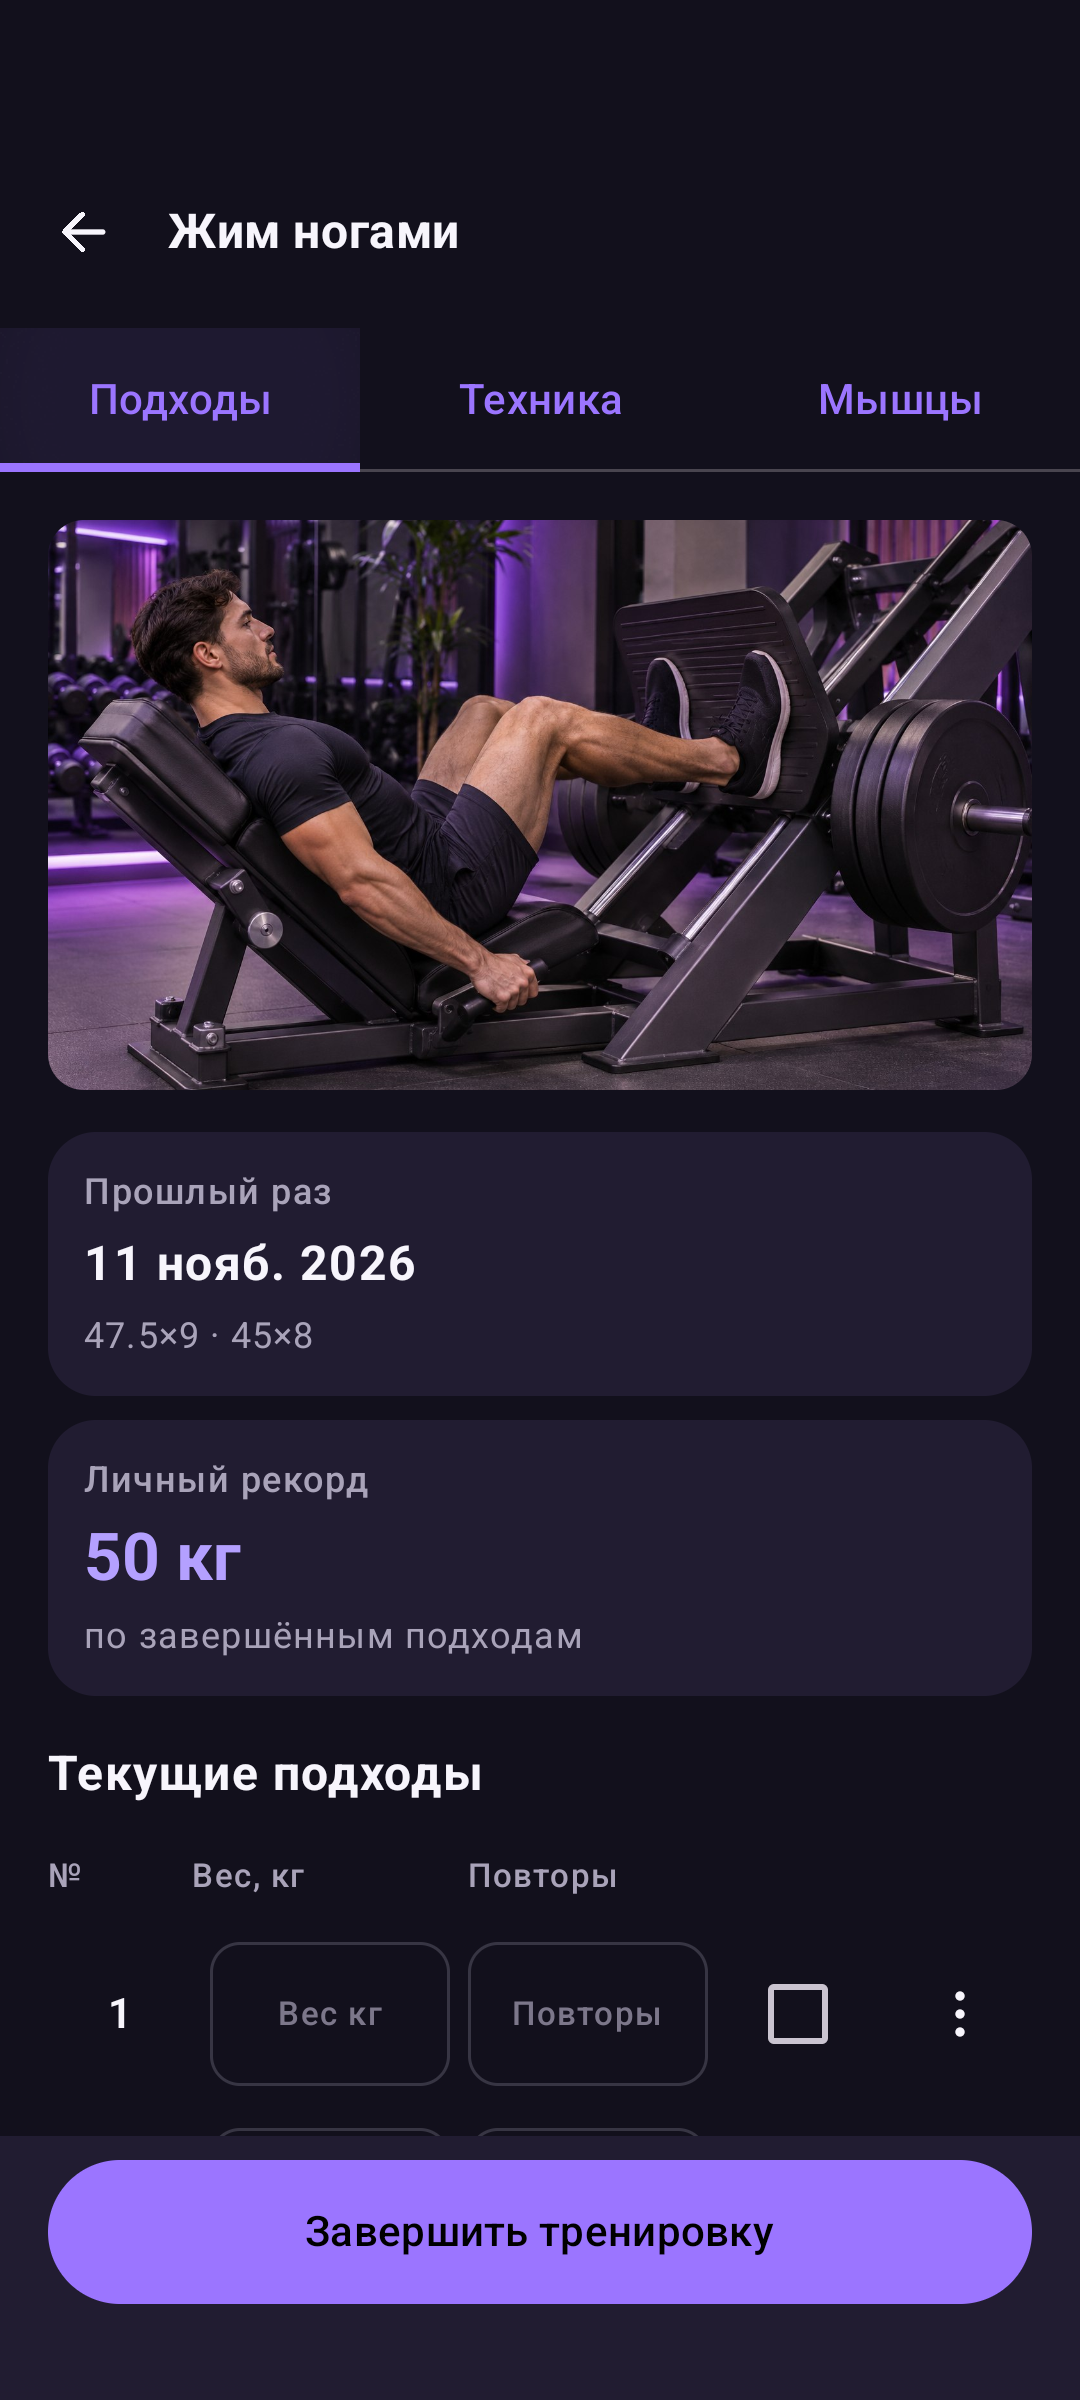 Жим ногами
Подходы Техника Мышцы
Прошлый раз
11 нояб. 2026
47.5×9 · 45×8
Личный рекорд
50 кг
по завершённым подходам
Текущие подходы
№ Вес, кг Повторы
1 Вес кг Повторы
Завершить тренировку